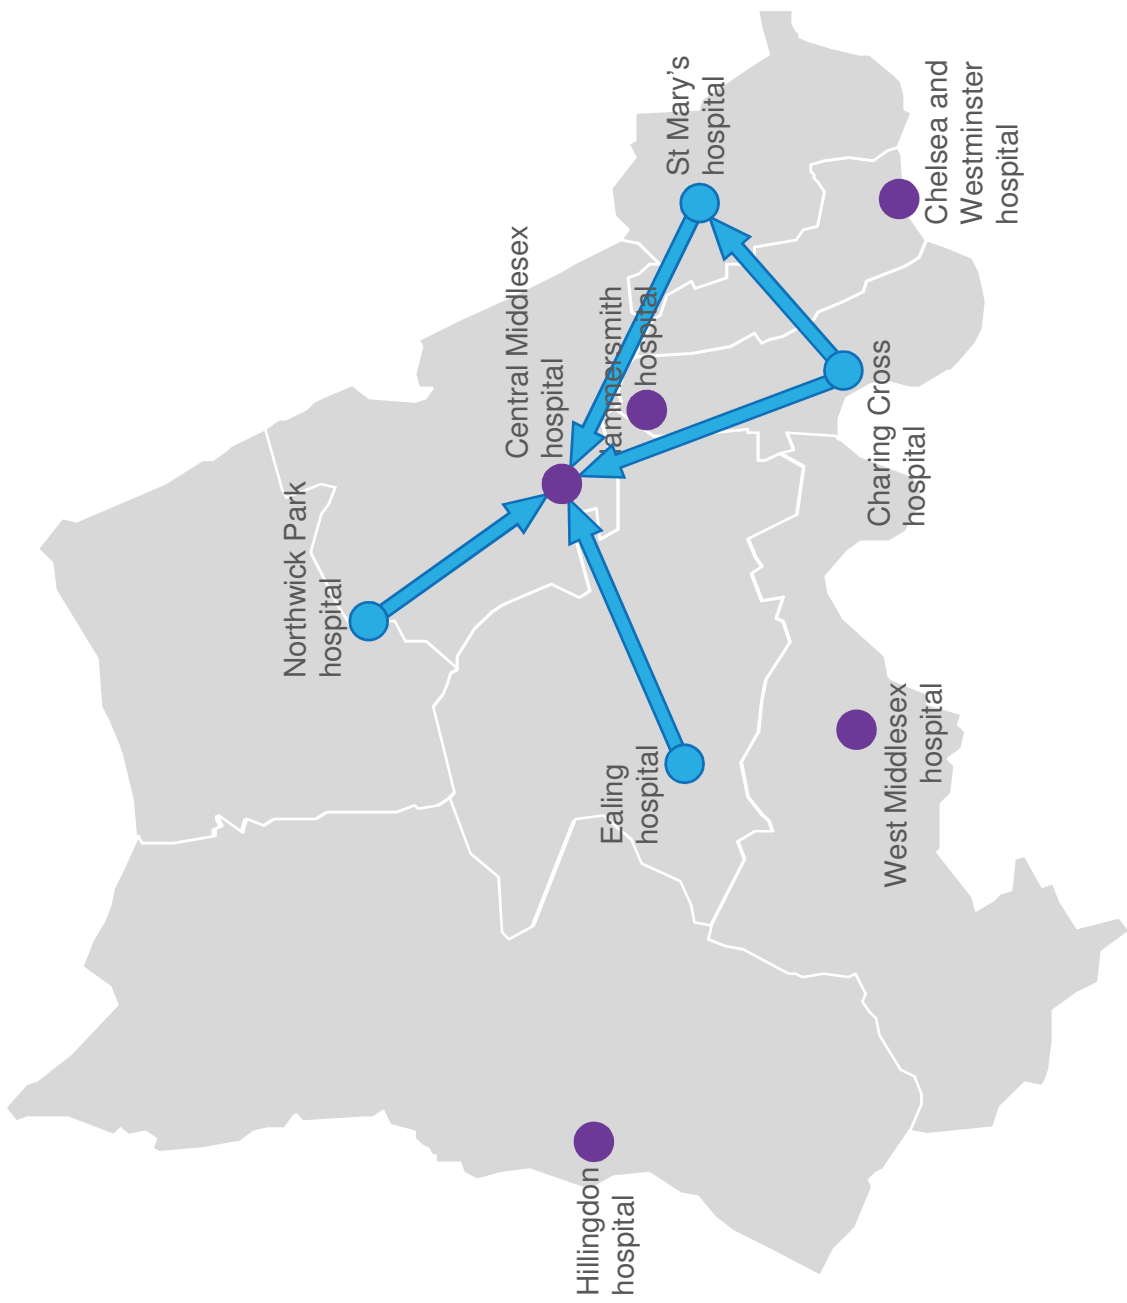 Northwick Park
hospital
Central Middlesex
hospital
Hillingdon
hospital
Ealing
hospital
Hammersmith
hospital
St Mary’s
hospital
West Middlesex
hospital
Charing Cross
hospital
Chelsea and
Westminster
hospital